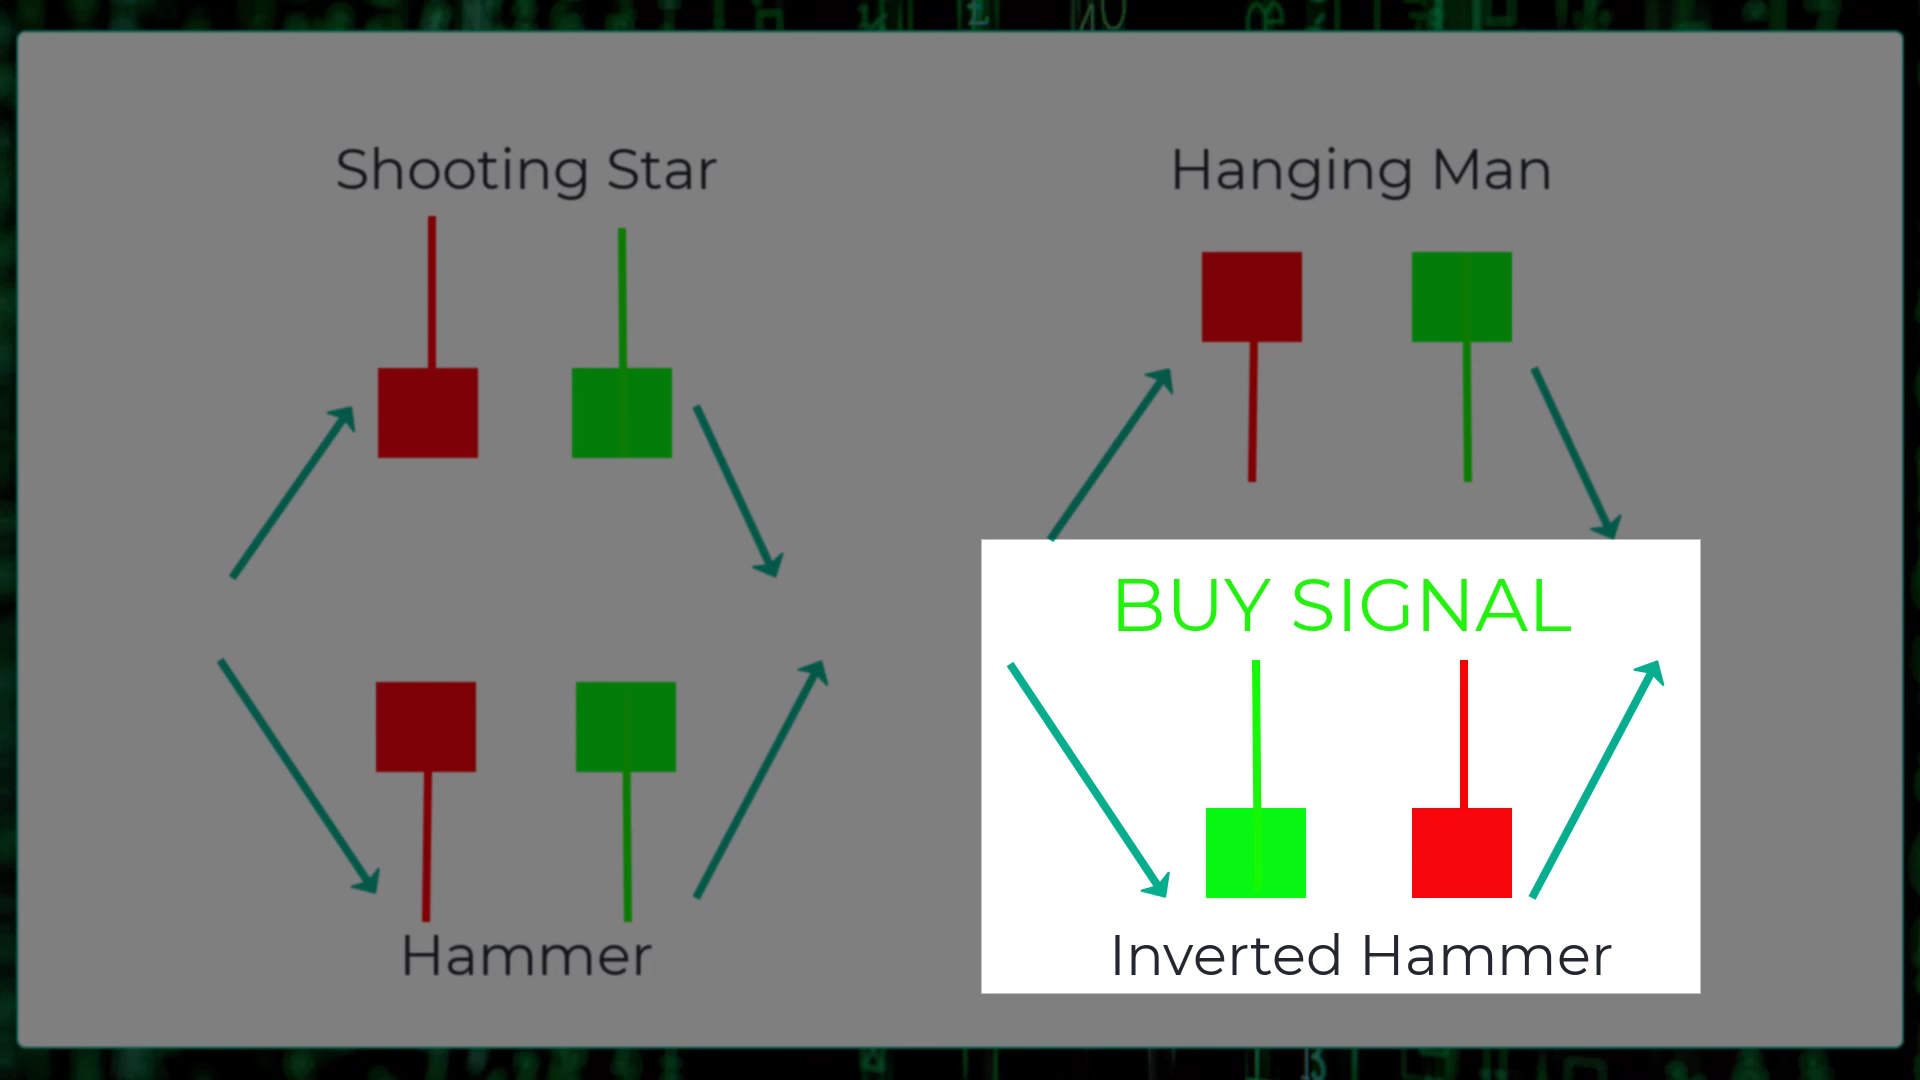 Shooting Star
Hanging Man
BUY SIGNAL
Hammer
Inverted Hammer